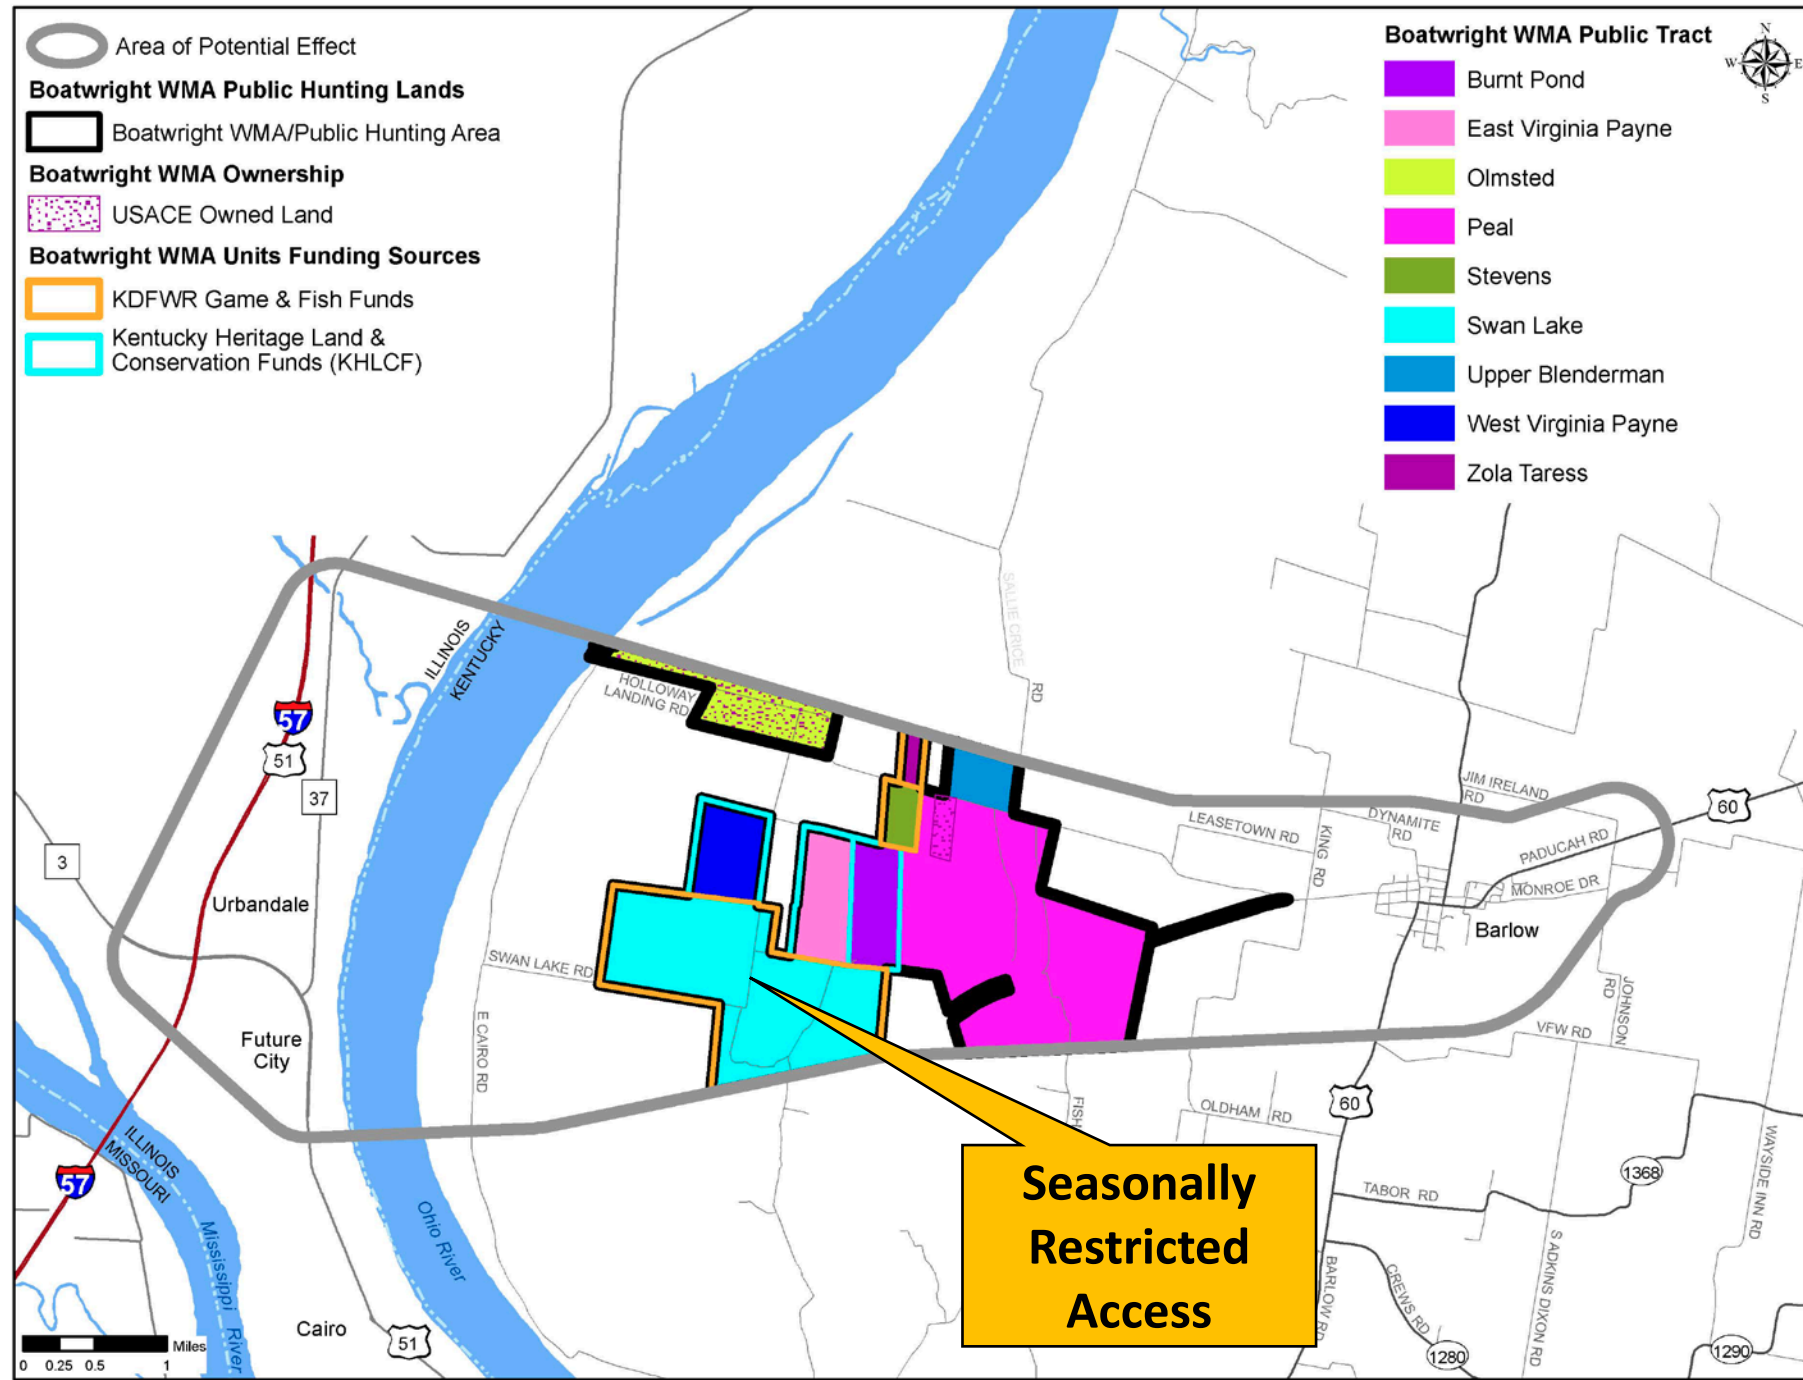 Area of Potential Effect
Boatwright WMA Public Hunting Lands
Boatwright WMA/Public Hunting Area
Boatwright WMA Ownership
USACE Owned Land
Boatwright WMA Units Funding Sources
KDFWR Game & Fish Funds
Kentucky Heritage Land &
Conservation Funds (KHLCF)
Boatwright WMA Public Tract
Burnt Pond
East Virginia Payne
Olmsted
Peal
Stevens
Swan Lake
Upper Blenderman
West Virginia Payne
Zola Taress
N
W
E
S
ILLINOIS
KENTUCKY
HOLLOWAY
LANDING RD
SALLIE CRICE
RD
57
51
37
3
JIM IRELAND
RD
60
LEASETOWN RD
KING RD
DYNAMITE
RD
PADUCAH RD
MONROE DR
Barlow
Urbandale
SWAN LAKE RD
E CAIRO RD
Future
City
JOHNSON
RD
VFW RD
OLDHAM RD
FISH
60
ILLINOIS
MISSOURI
57
Mississippi
River
Ohio River
Seasonally
Restricted
Access
TABOR RD
1368
WAYSIDE INN RD
S ADKINS DIXON RD
BARLOW RD
CREWS RD
1280
1290
Cairo
51
Miles
0 0.25 0.5 1